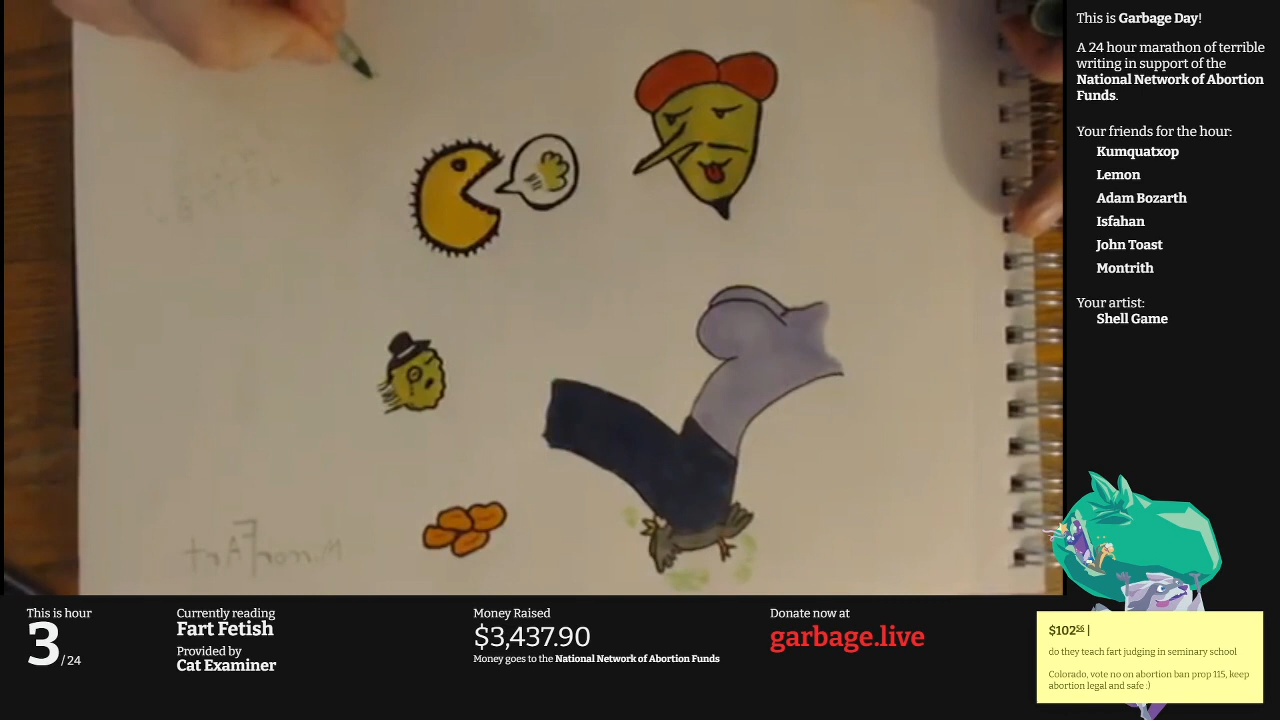 This is Garbage Day!
A 24 hour marathon of terrible
writing in support of the
National Network of Abortion
Funds.
Your friends for the hour:
Kumquatxop
Lemon
Adam Bozarth
Isfahan
John Toast
Montrith
Your artist:
Shell Game
This is hour
3/24
Currently reading
Fart Fetish
Provided by
Cat Examiner
Money Raised
$3,437.90
Money goes to the National Network of Abortion Funds
Donate now at
garbage.live
$102⁵⁶ |
do they teach fart judging in seminary school
Colorado, vote no on abortion ban prop 115, keep
abortion legal and safe ;)